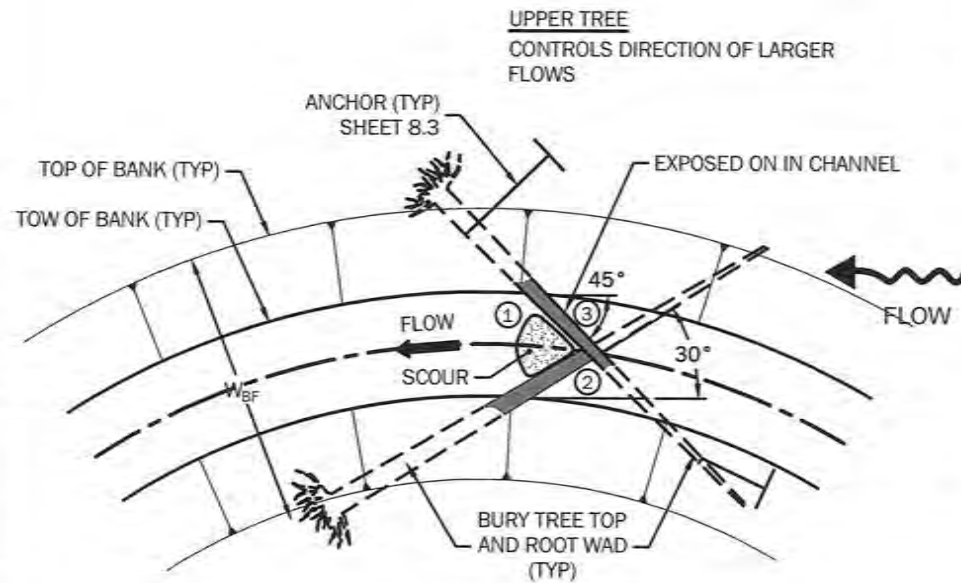 UPPER TREE
CONTROLS DIRECTION OF LARGER
FLOWS
ANCHOR (TYP)
SHEET 8.3
TOP OF BANK (TYP)
EXPOSED ON IN CHANNEL
TOW OF BANK (TYP)
45°
1
3
FLOW
FLOW
30°
SCOUR
2
WBF
BURY TREE TOP
AND ROOT WAD
(TYP)